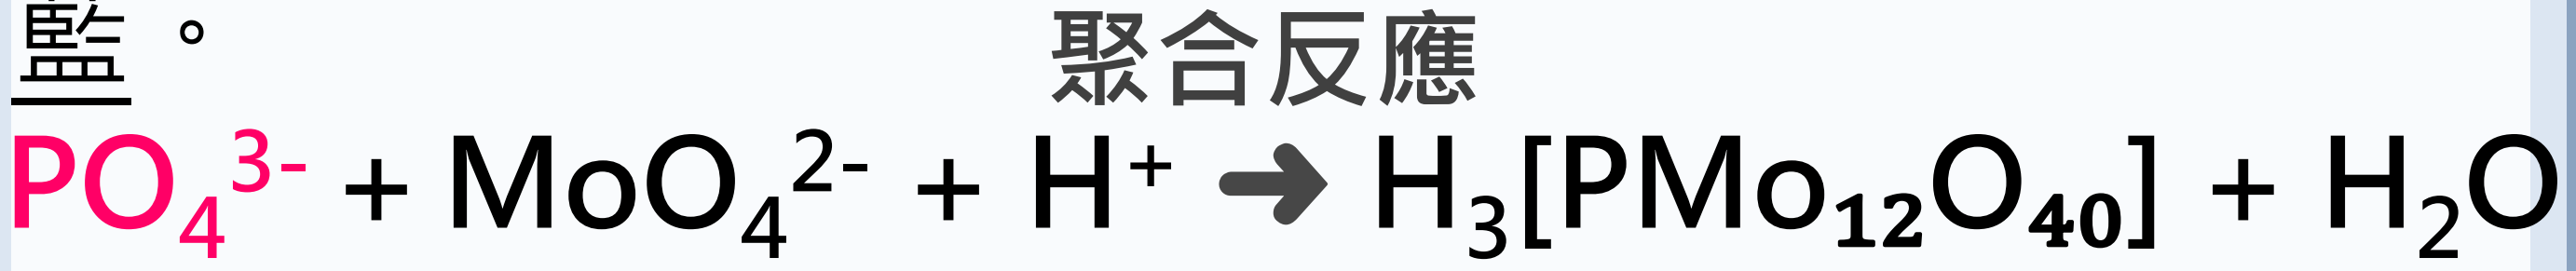 藍。
聚合反應
PO₄³⁻ + MoO₄²⁻ + H⁺ → H₃[PMo₁₂O₄₀] + H₂O